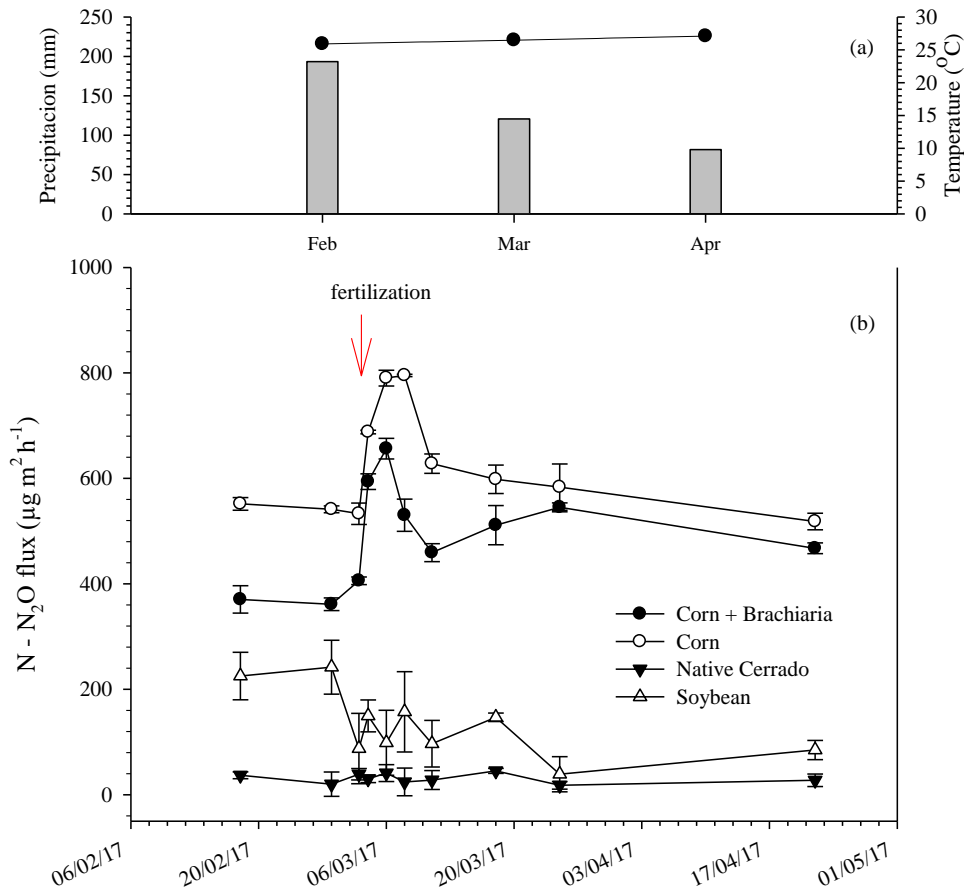 250
200
150
100
50
0
Precipitacion (mm)
30
25
20
15
10
5
0
Temperature (°C)
(a)
Feb Mar Apr
1000
800
600
400
200
0
N - N₂O flux (µg m² h⁻¹)
fertilization
(b)
Corn + Brachiaria
Corn
Native Cerrado
Soybean
06/02/17 20/02/17 06/03/17 20/03/17 03/04/17 17/04/17 01/05/17